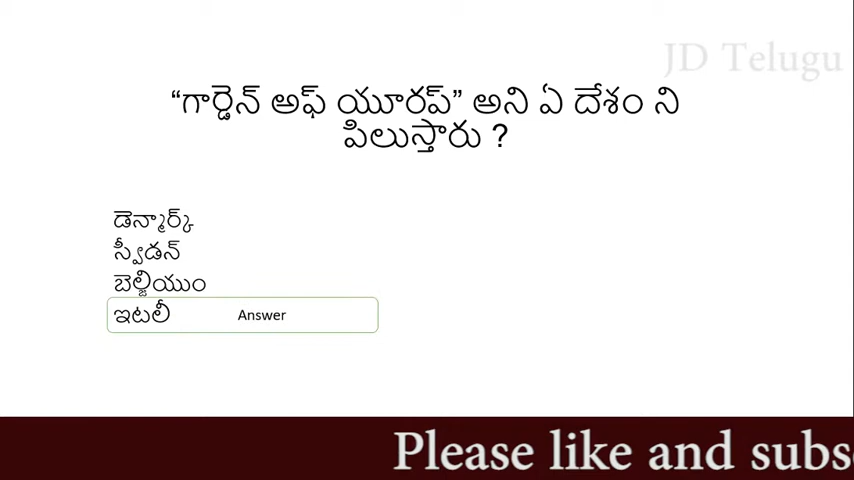 JD Telugu
“గార్డెన్ అఫ్ యూరప్” అని ఏ దేశం ని
పిలుస్తారు ?
డెన్మార్క్
స్వీడన్
బెల్జియుం
ఇటలీ Answer
Please like and subs